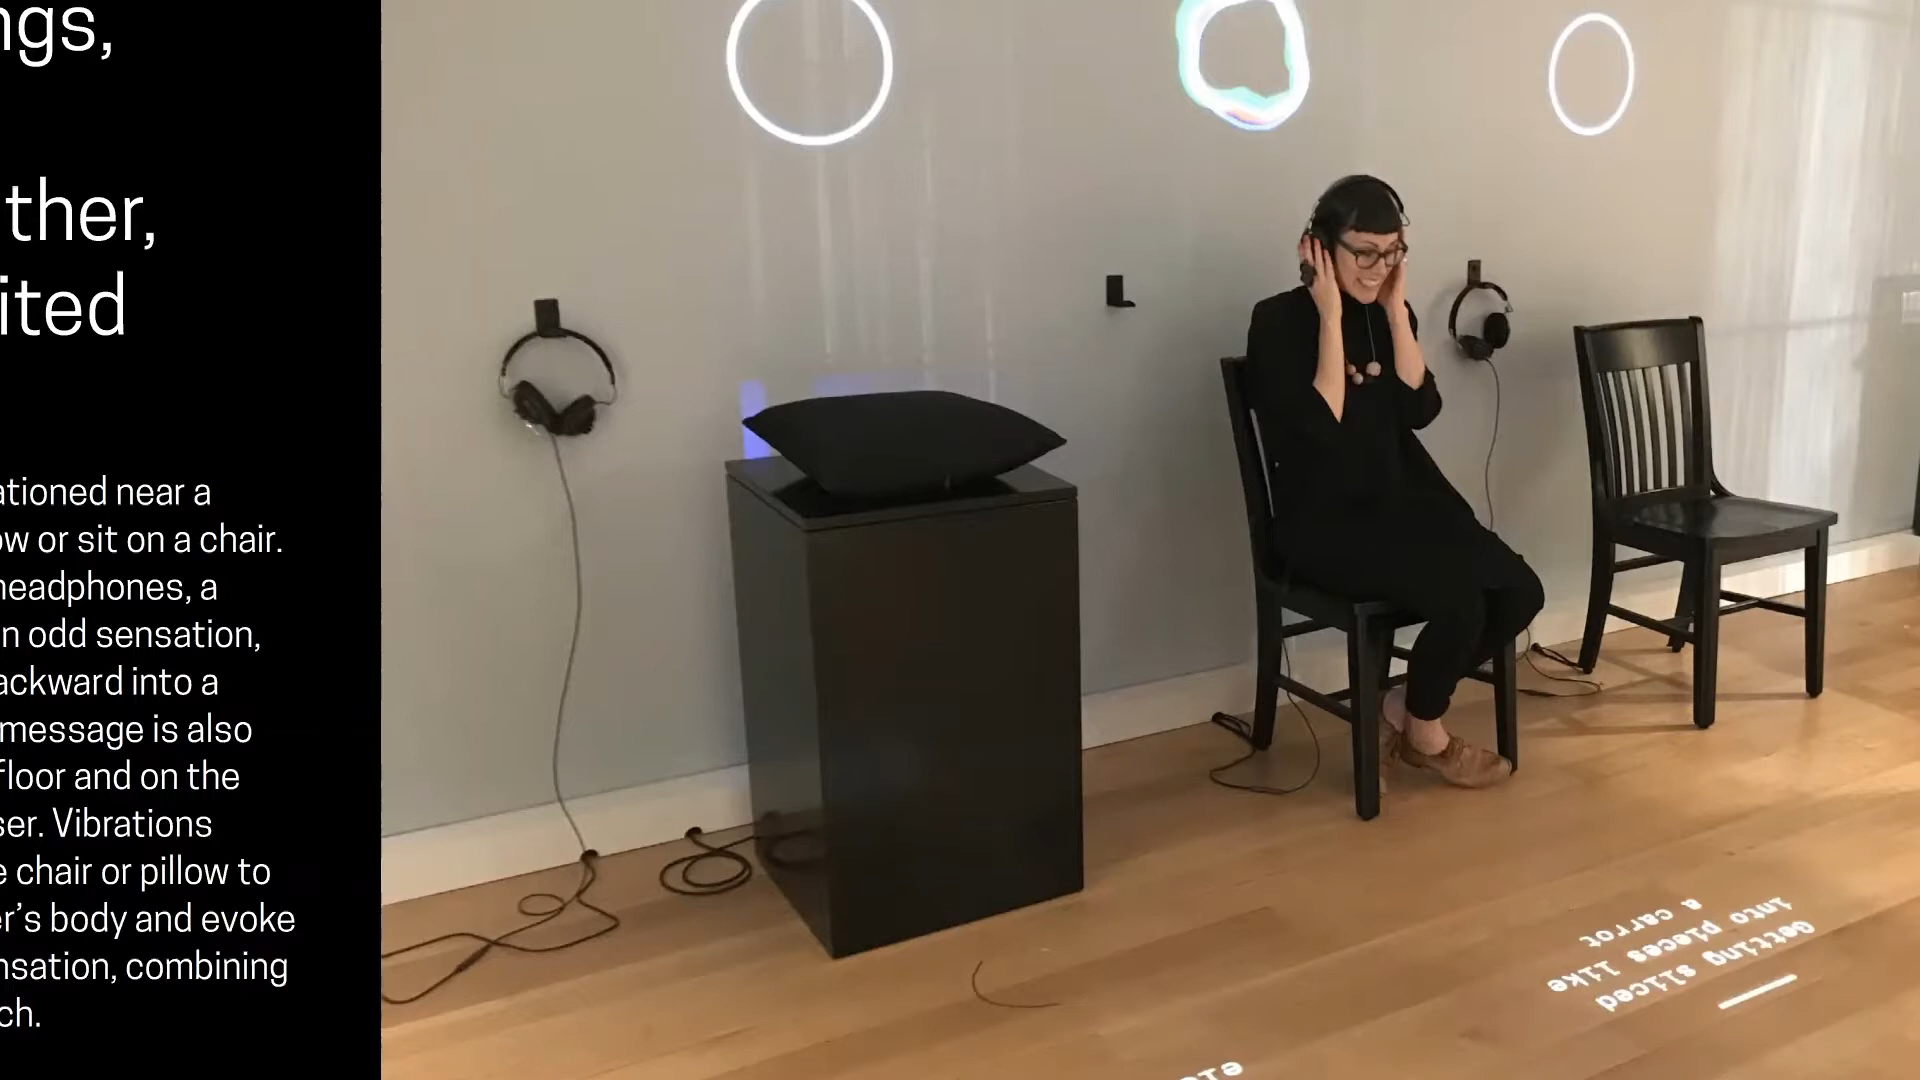 ngs,
ther,
ited
ationed near a
ow or sit on a chair.
headphones, a
n odd sensation,
ackward into a
message is also
floor and on the
ser. Vibrations
e chair or pillow to
er's body and evoke
nsation, combining
ch.
Getting sliced
into pieces like
a carrot